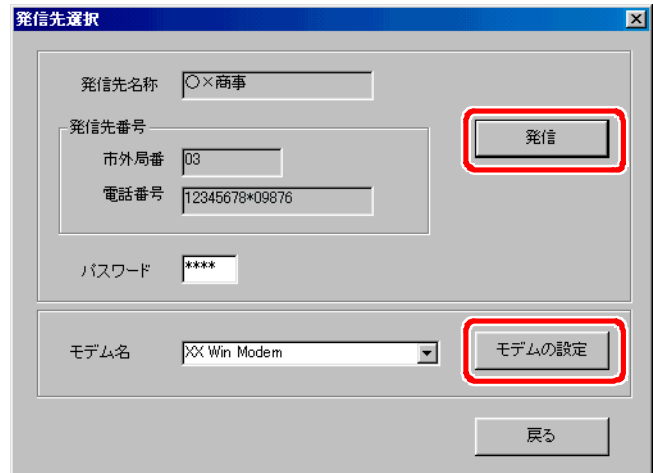 発信先選択
発信先名称 〇×商事
発信先番号
市外局番 03
電話番号 12345678*09876
発信
パスワード ****
モデム名 XX Win Modem
モデムの設定
戻る